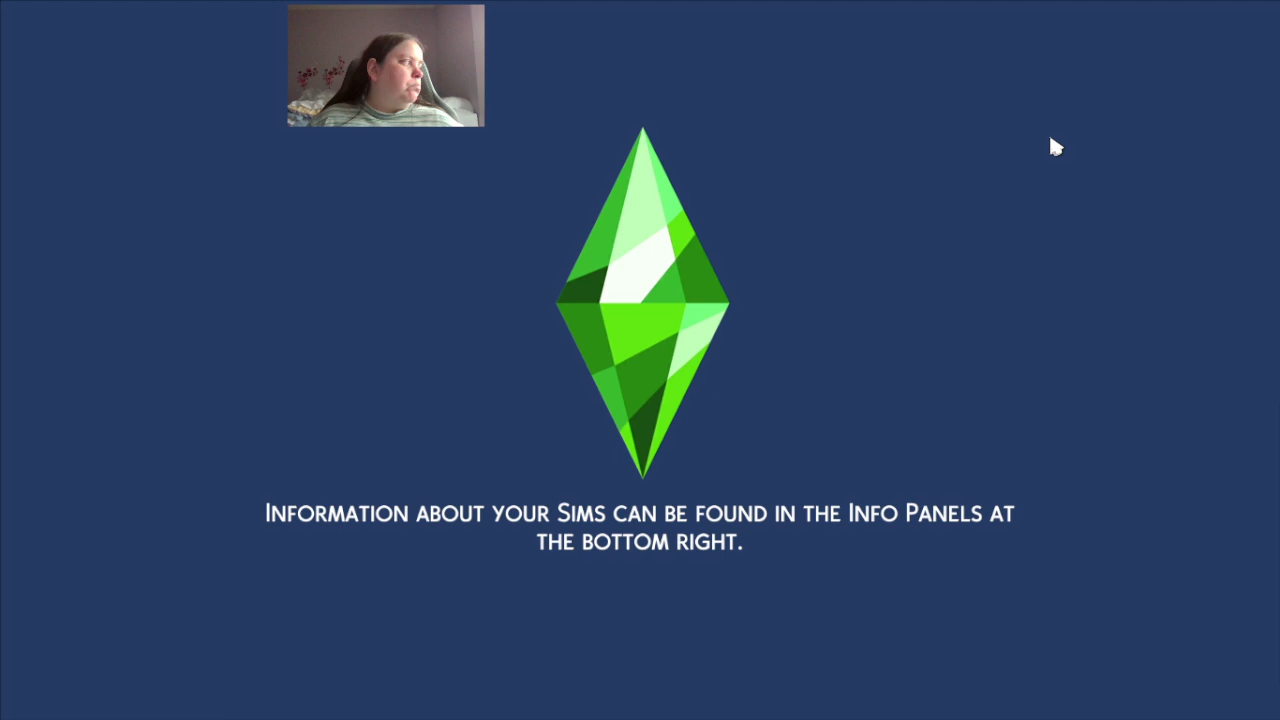 Information about your Sims can be found in the Info Panels at
the bottom right.